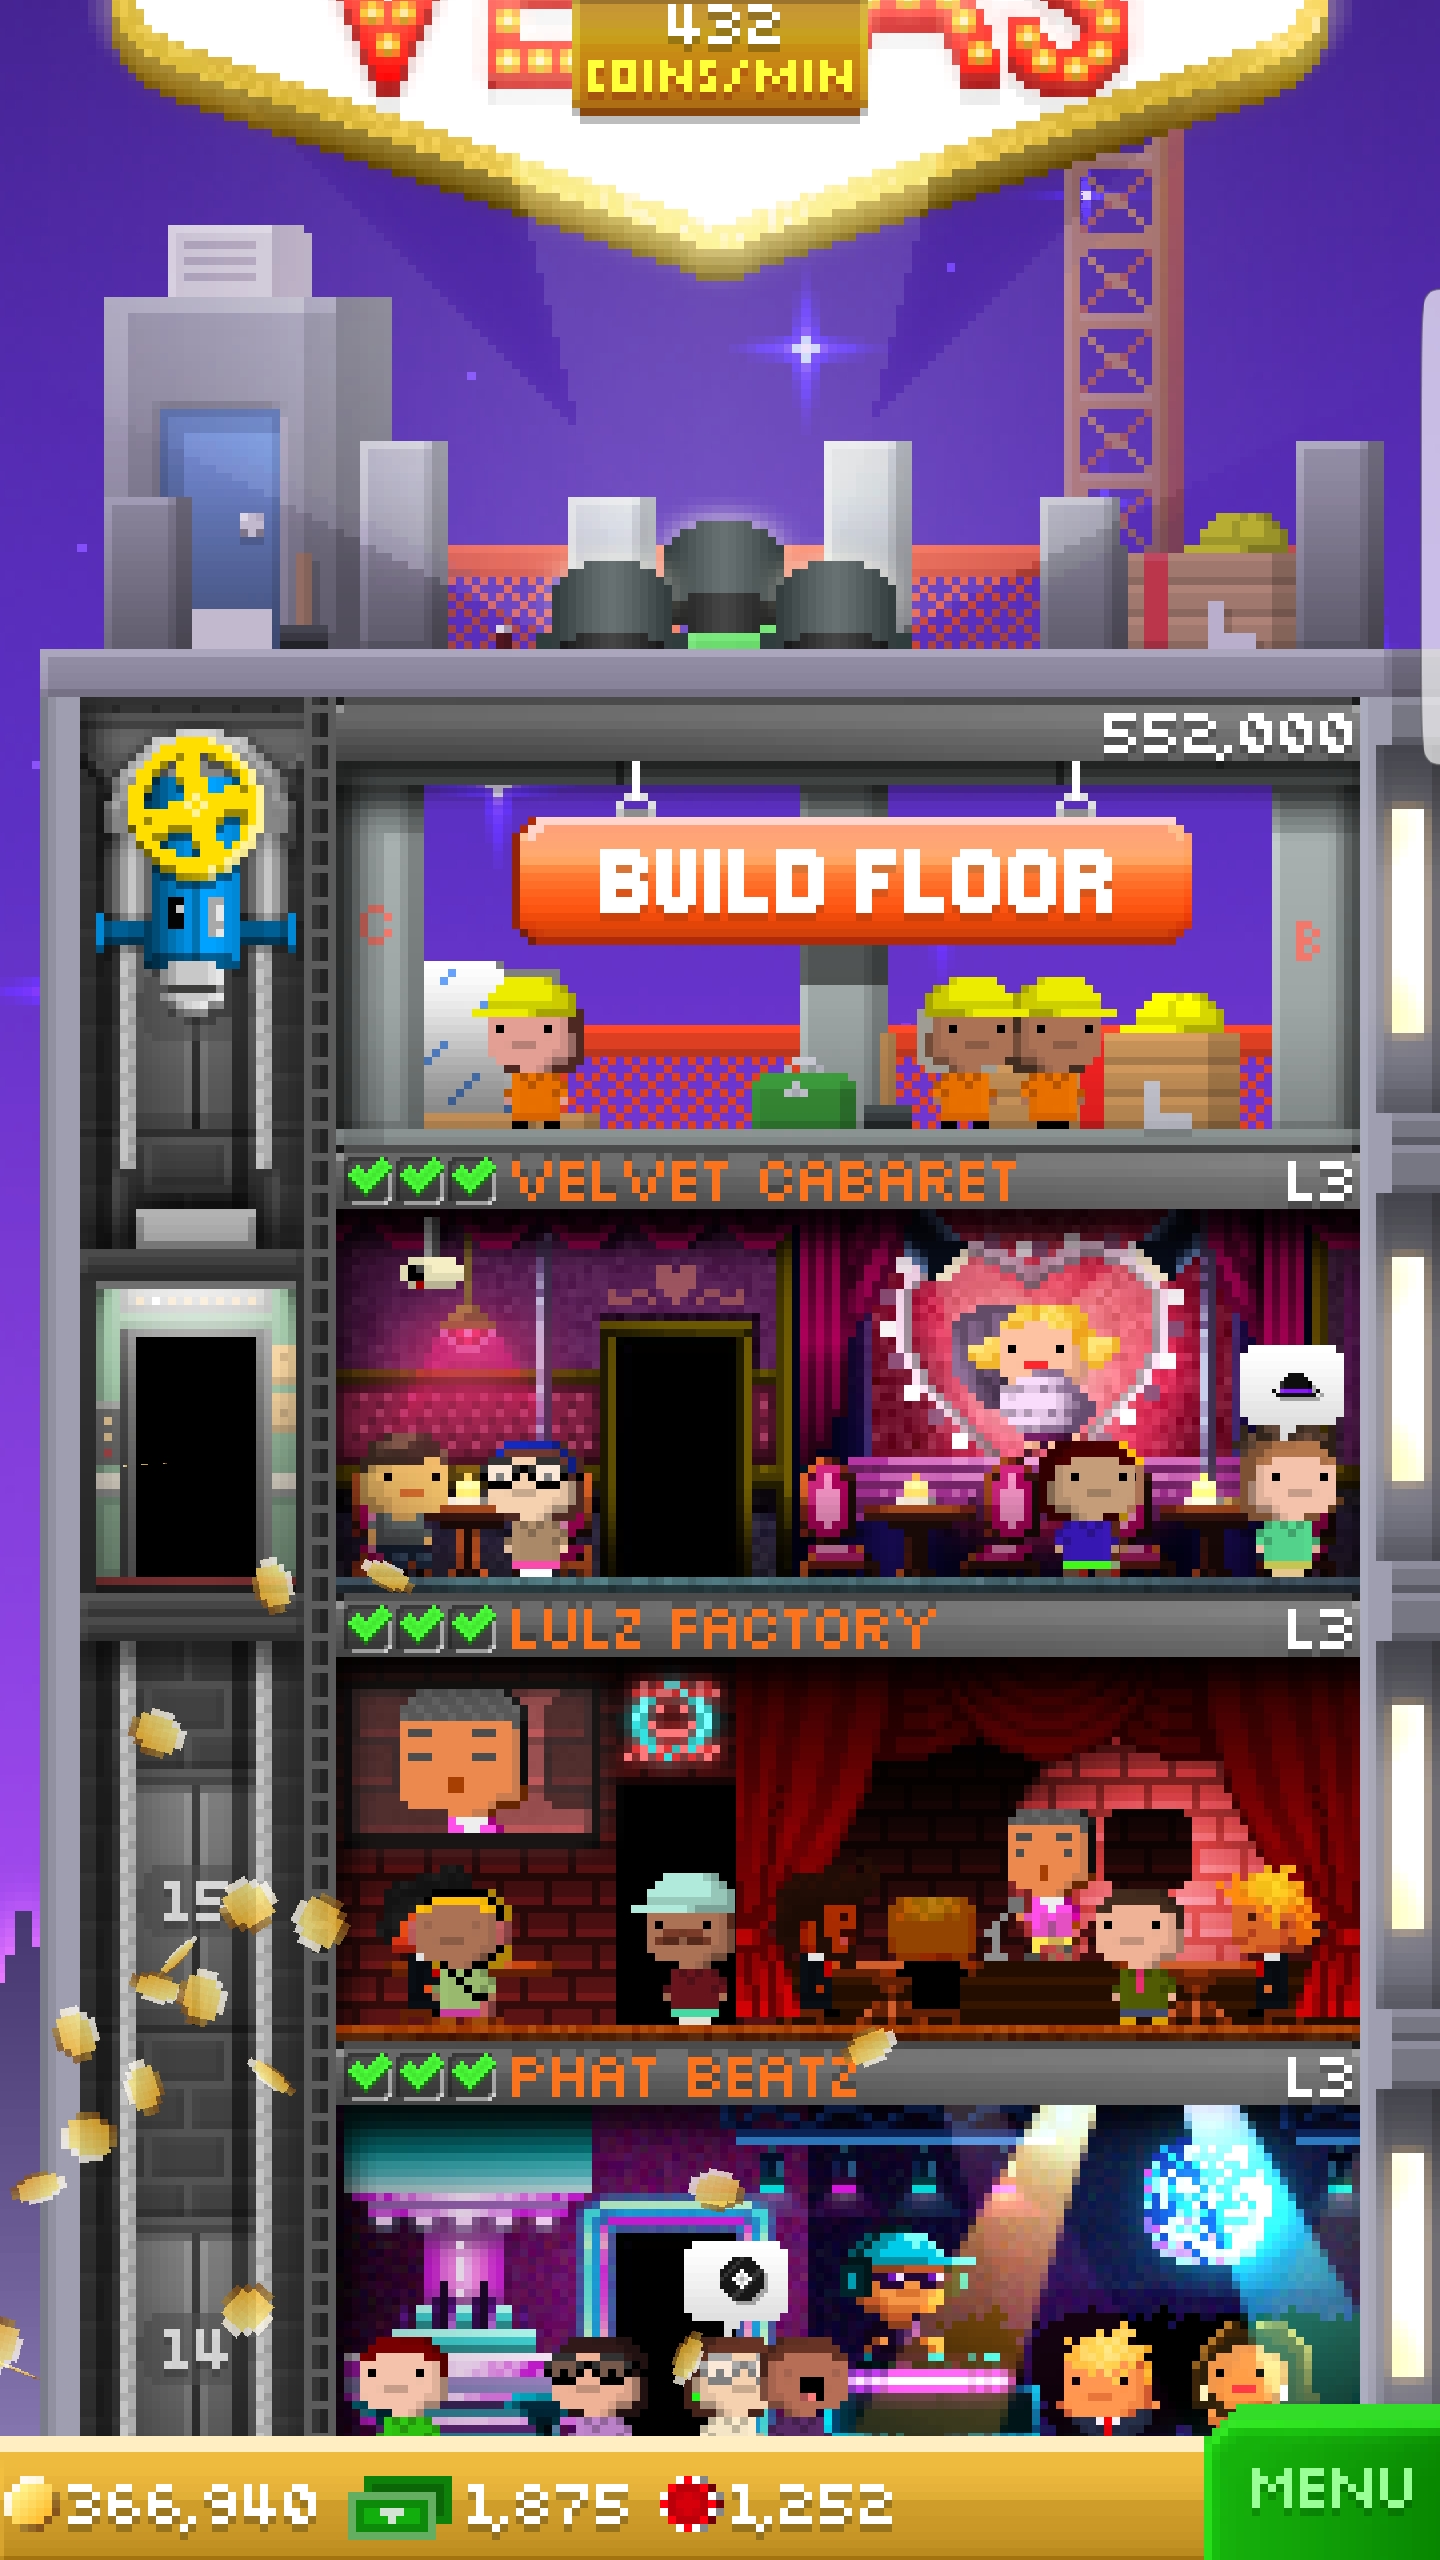 432
COINS/MIN
552,000
BUILD FLOOR
C
B
VELVET CABARET L3
LULZ FACTORY L3
15
PHAT BEATZ L3
14
366,940 1,875 1,252
MENU